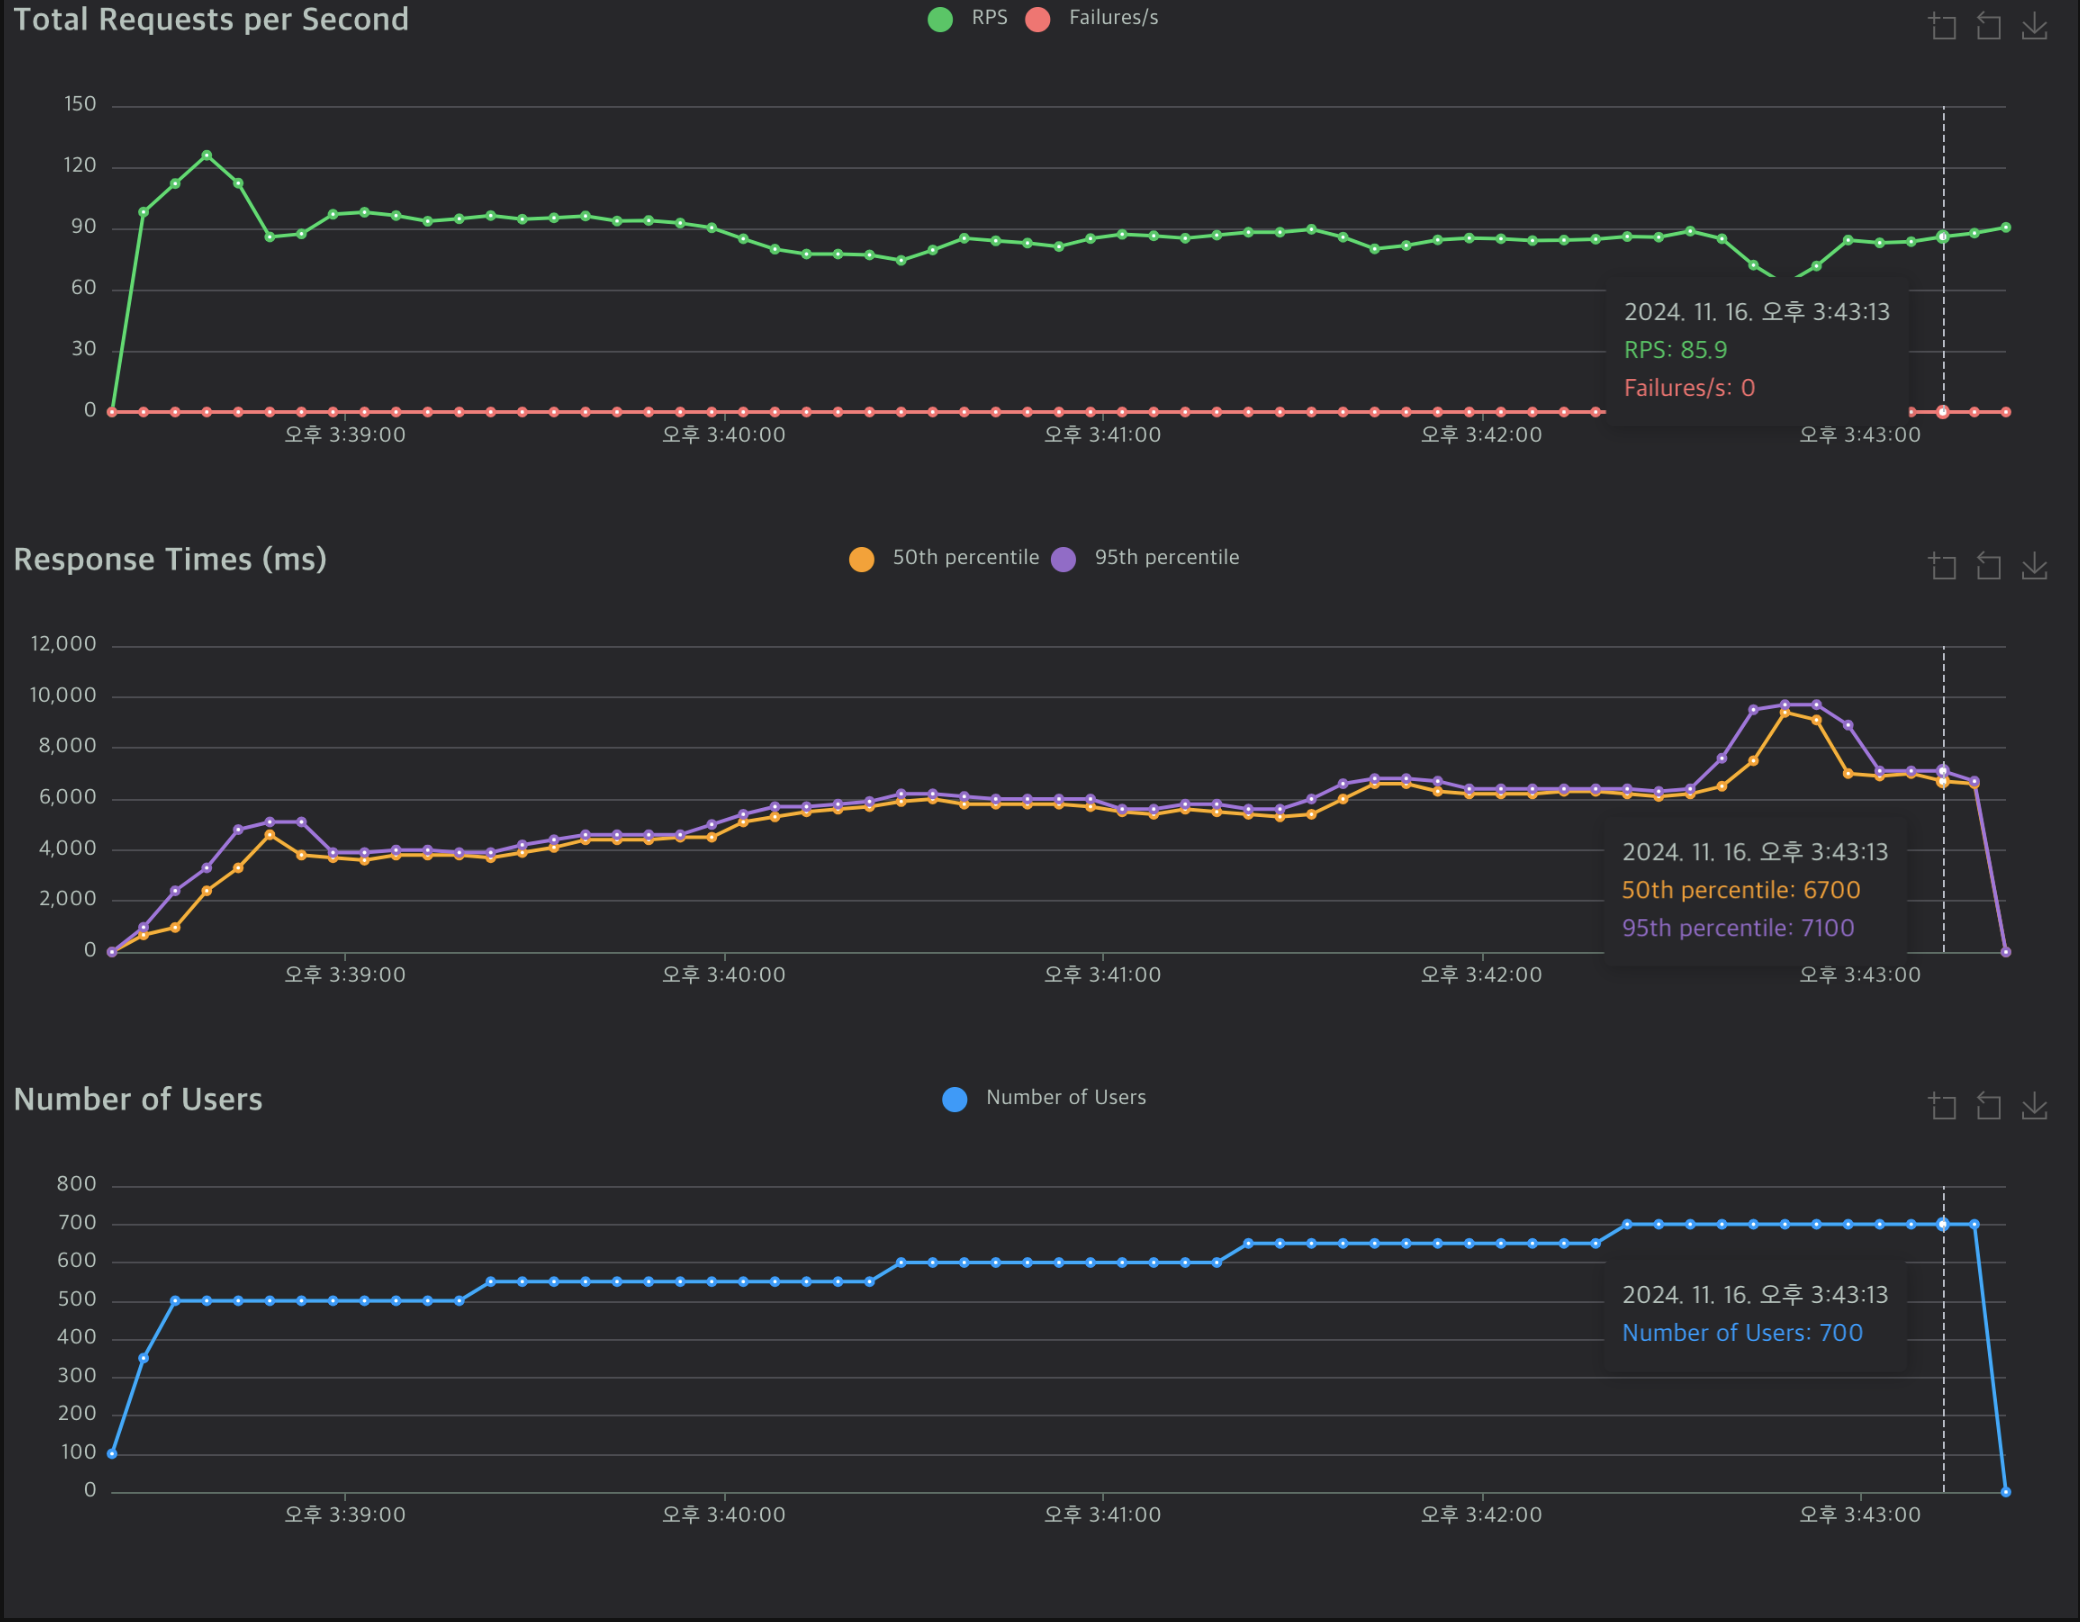 Total Requests per Second
RPS
Failures/s
150
120
90
60
30
0
오후 3:39:00
오후 3:40:00
오후 3:41:00
오후 3:42:00
오후 3:43:00
2024. 11. 16. 오후 3:43:13
RPS: 85.9
Failures/s: 0
Response Times (ms)
50th percentile
95th percentile
12,000
10,000
8,000
6,000
4,000
2,000
0
오후 3:39:00
오후 3:40:00
오후 3:41:00
오후 3:42:00
오후 3:43:00
2024. 11. 16. 오후 3:43:13
50th percentile: 6700
95th percentile: 7100
Number of Users
Number of Users
800
700
600
500
400
300
200
100
0
오후 3:39:00
오후 3:40:00
오후 3:41:00
오후 3:42:00
오후 3:43:00
2024. 11. 16. 오후 3:43:13
Number of Users: 700